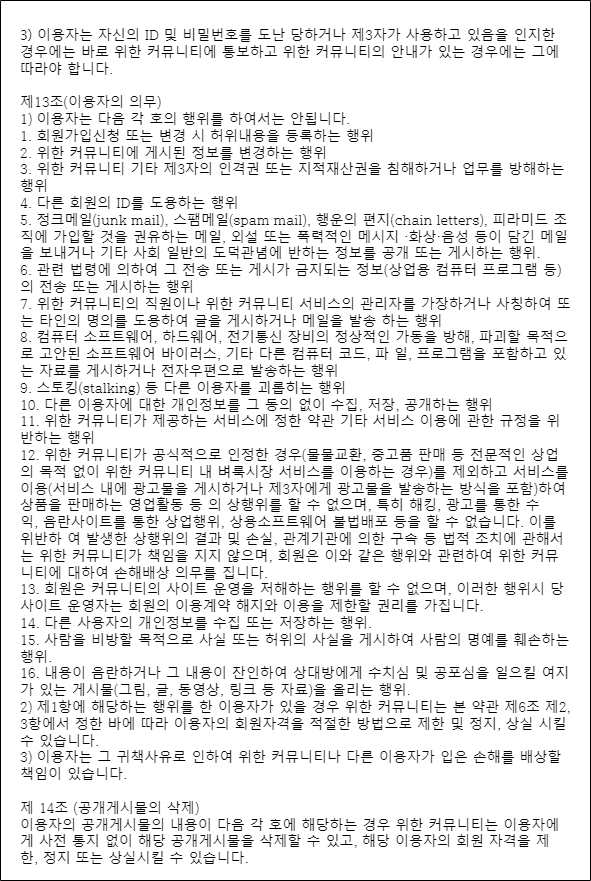 3) 이용자는 자신의 ID 및 비밀번호를 도난 당하거나 제3자가 사용하고 있음을 인지한
경우에는 바로 위한 커뮤니티에 통보하고 위한 커뮤니티의 안내가 있는 경우에는 그에
따라야 합니다.
제13조(이용자의 의무)
1) 이용자는 다음 각 호의 행위를 하여서는 안됩니다.
1. 회원가입신청 또는 변경 시 허위내용을 등록하는 행위
2. 위한 커뮤니티에 게시된 정보를 변경하는 행위
3. 위한 커뮤니티 기타 제3자의 인격권 또는 지적재산권을 침해하거나 업무를 방해하는
행위
4. 다른 회원의 ID를 도용하는 행위
5. 정크메일(junk mail), 스팸메일(spam mail), 행운의 편지(chain letters), 피라미드 조
직에 가입할 것을 권유하는 메일, 외설 또는 폭력적인 메시지 ·화상·음성 등이 담긴 메일
을 보내거나 기타 사회 일반의 도덕관념에 반하는 정보를 공개 또는 게시하는 행위.
6. 관련 법령에 의하여 그 전송 또는 게시가 금지되는 정보(상업용 컴퓨터 프로그램 등)
의 전송 또는 게시하는 행위
7. 위한 커뮤니티의 직원이나 위한 커뮤니티 서비스의 관리자를 가장하거나 사칭하여 또
는 타인의 명의를 도용하여 글을 게시하거나 메일을 발송 하는 행위
8. 컴퓨터 소프트웨어, 하드웨어, 전기통신 장비의 정상적인 가동을 방해, 파괴할 목적으
로 고안된 소프트웨어 바이러스, 기타 다른 컴퓨터 코드, 파 일, 프로그램을 포함하고 있
는 자료를 게시하거나 전자우편으로 발송하는 행위
9. 스토킹(stalking) 등 다른 이용자를 괴롭히는 행위
10. 다른 이용자에 대한 개인정보를 그 동의 없이 수집, 저장, 공개하는 행위
11. 위한 커뮤니티가 제공하는 서비스에 정한 약관 기타 서비스 이용에 관한 규정을 위
반하는 행위
12. 위한 커뮤니티가 공식적으로 인정한 경우(물물교환, 중고품 판매 등 전문적인 상업
의 목적 없이 위한 커뮤니티 내 벼룩시장 서비스를 이용하는 경우)를 제외하고 서비스를
이용(서비스 내에 광고물을 게시하거나 제3자에게 광고물을 발송하는 방식을 포함)하여
상품을 판매하는 영업활동 등 의 상행위를 할 수 없으며, 특히 해킹, 광고를 통한 수
익, 음란사이트를 통한 상업행위, 상용소프트웨어 불법배포 등을 할 수 없습니다. 이를
위반하 여 발생한 상행위의 결과 및 손실, 관계기관에 의한 구속 등 법적 조치에 관해서
는 위한 커뮤니티가 책임을 지지 않으며, 회원은 이와 같은 행위와 관련하여 위한 커뮤
니티에 대하여 손해배상 의무를 집니다.
13. 회원은 커뮤니티의 사이트 운영을 저해하는 행위를 할 수 없으며, 이러한 행위시 당
사이트 운영자는 회원의 이용계약 해지와 이용을 제한할 권리를 가집니다.
14. 다른 사용자의 개인정보를 수집 또는 저장하는 행위.
15. 사람을 비방할 목적으로 사실 또는 허위의 사실을 게시하여 사람의 명예를 훼손하는
행위.
16. 내용이 음란하거나 그 내용이 잔인하여 상대방에게 수치심 및 공포심을 일으킬 여지
가 있는 게시물(그림, 글, 동영상, 링크 등 자료)을 올리는 행위.
2) 제1항에 해당하는 행위를 한 이용자가 있을 경우 위한 커뮤니티는 본 약관 제6조 제2,
3항에서 정한 바에 따라 이용자의 회원자격을 적절한 방법으로 제한 및 정지, 상실 시킬
수 있습니다.
3) 이용자는 그 귀책사유로 인하여 위한 커뮤니티나 다른 이용자가 입은 손해를 배상할
책임이 있습니다.
제 14조 (공개게시물의 삭제)
이용자의 공개게시물의 내용이 다음 각 호에 해당하는 경우 위한 커뮤니티는 이용자에
게 사전 통지 없이 해당 공개게시물을 삭제할 수 있고, 해당 이용자의 회원 자격을 제
한, 정지 또는 상실시킬 수 있습니다.